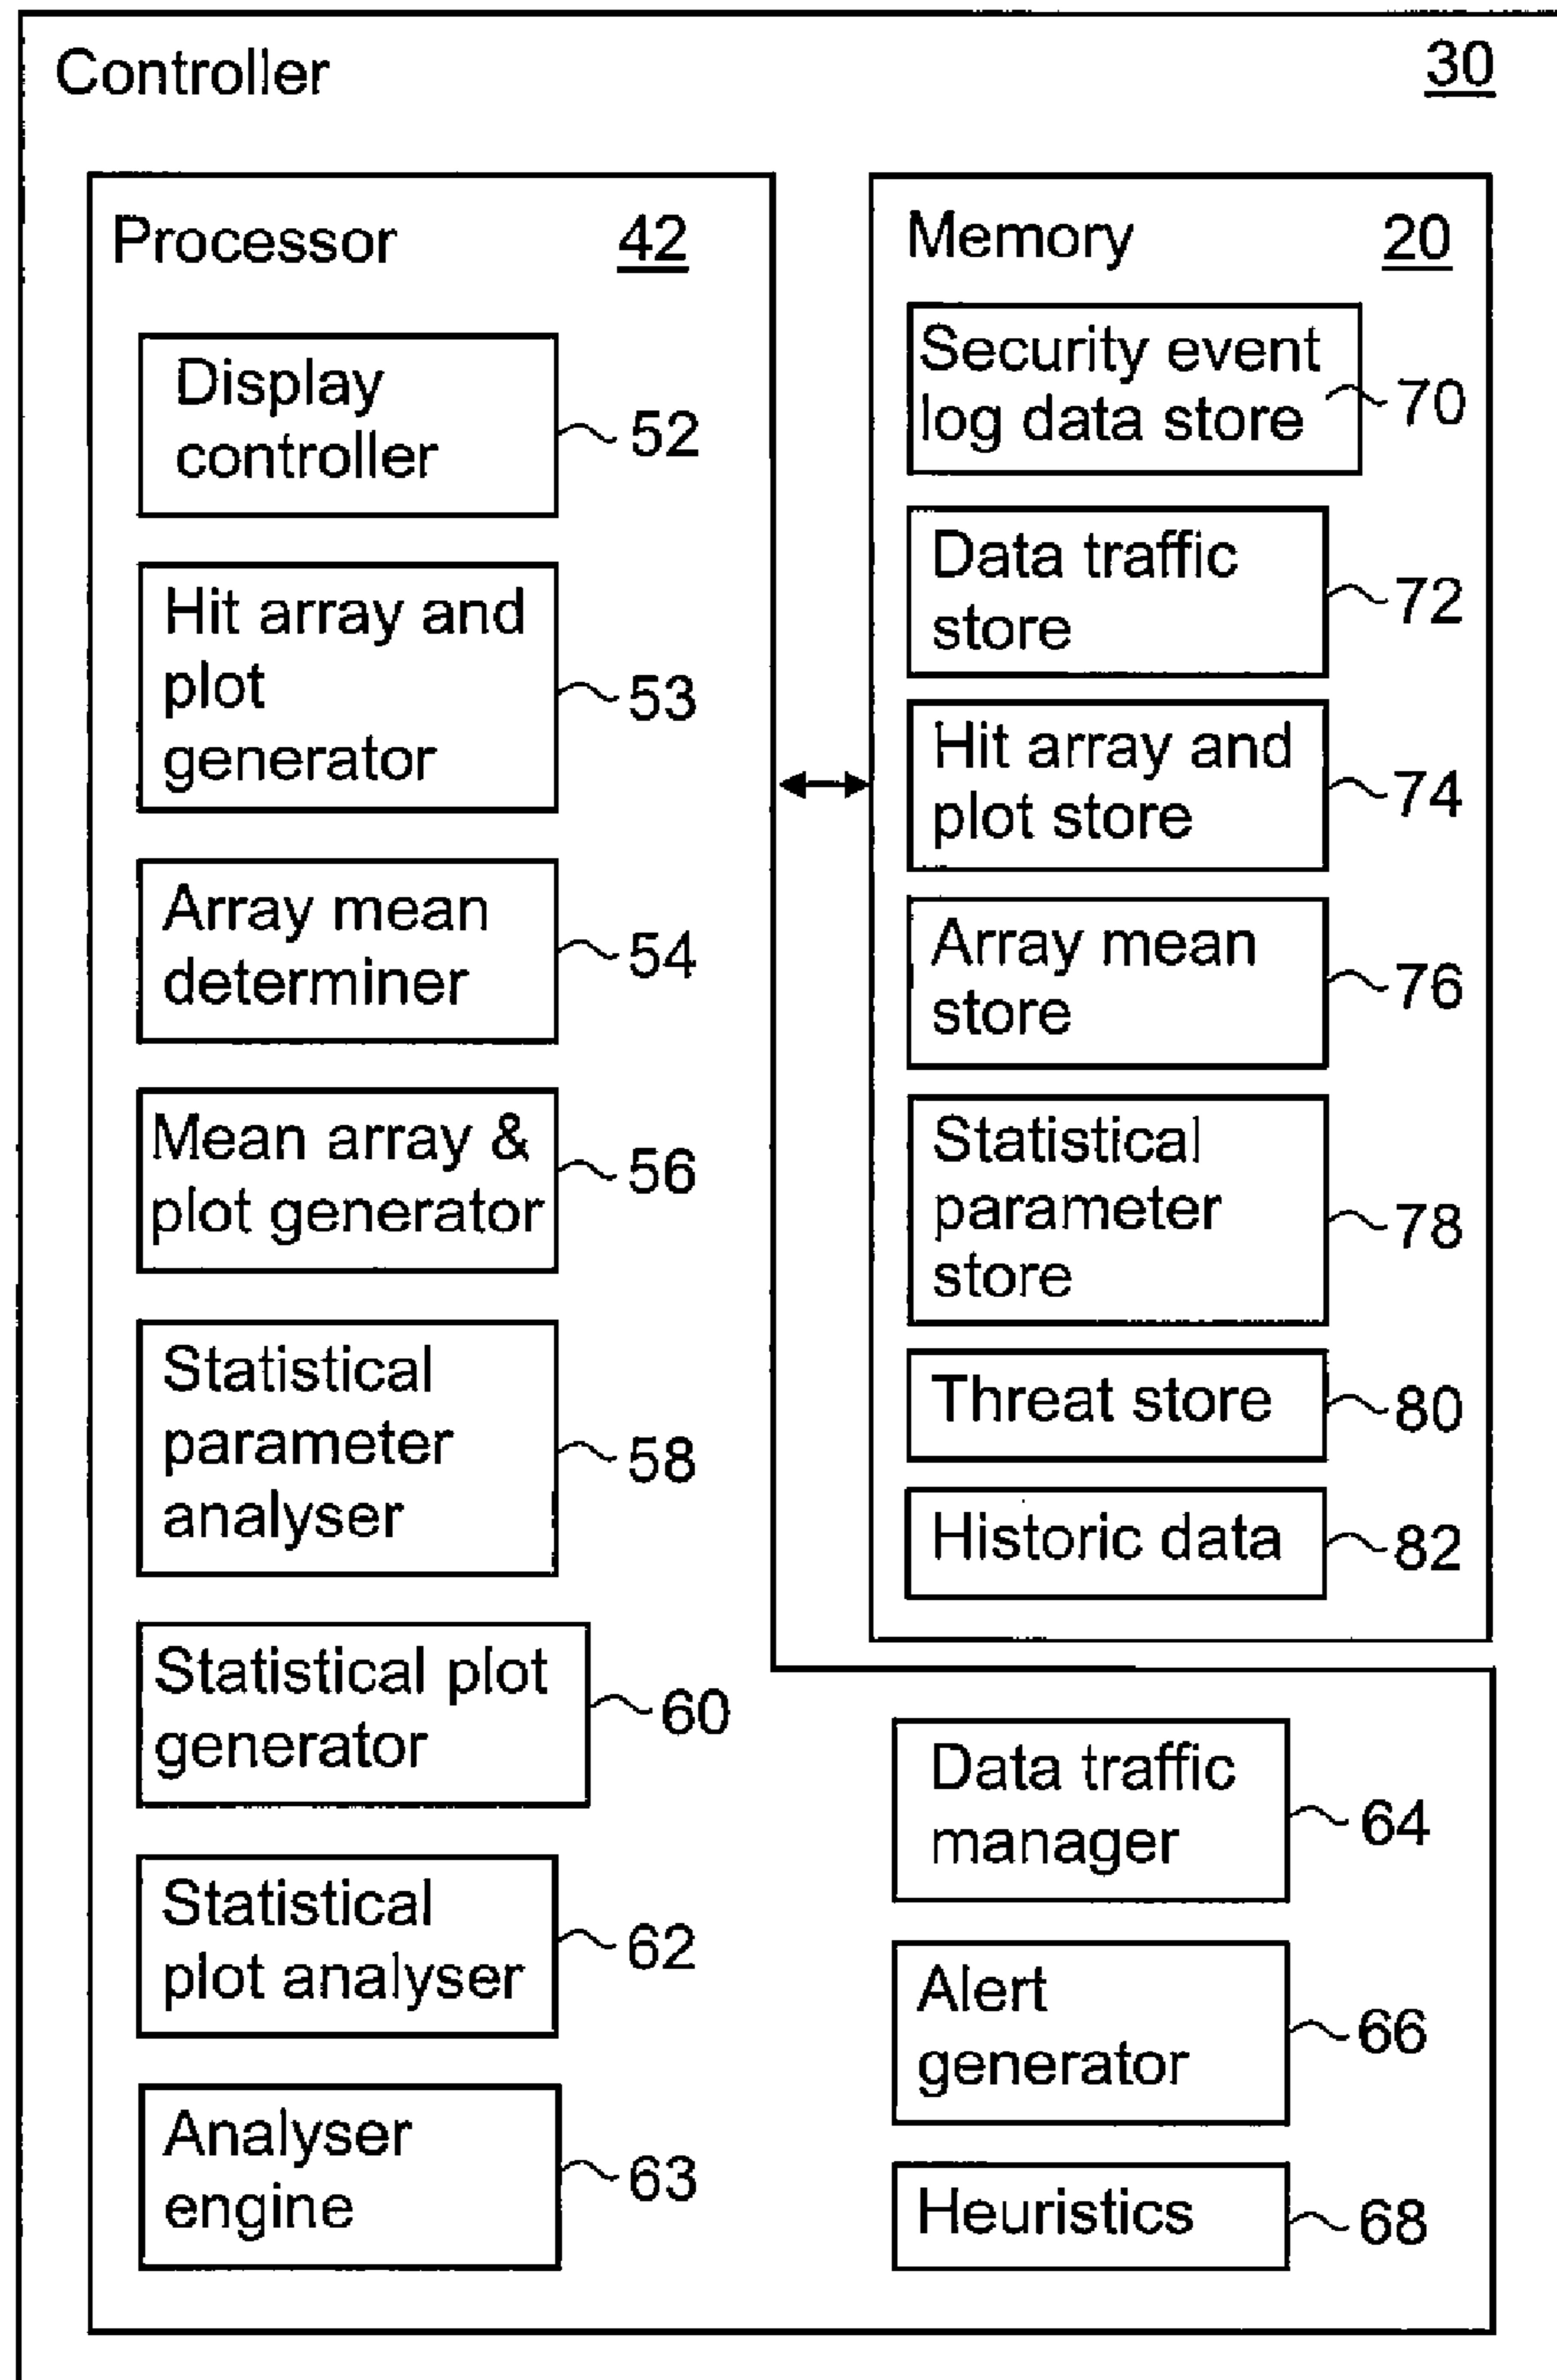 Controller 30
Processor 42
Display
controller
52
Hit array and
plot
generator
53
Array mean
determiner
54
Mean array &
plot generator
56
Statistical
parameter
analyser
58
Statistical plot
generator
60
Statistical
plot analyser
62
Analyser
engine
63
Memory 20
Security event
log data store
70
Data traffic
store
72
Hit array and
plot store
74
Array mean
store
76
Statistical
parameter
store
78
Threat store
80
Historic data
82
Data traffic
manager
64
Alert
generator
66
Heuristics
68